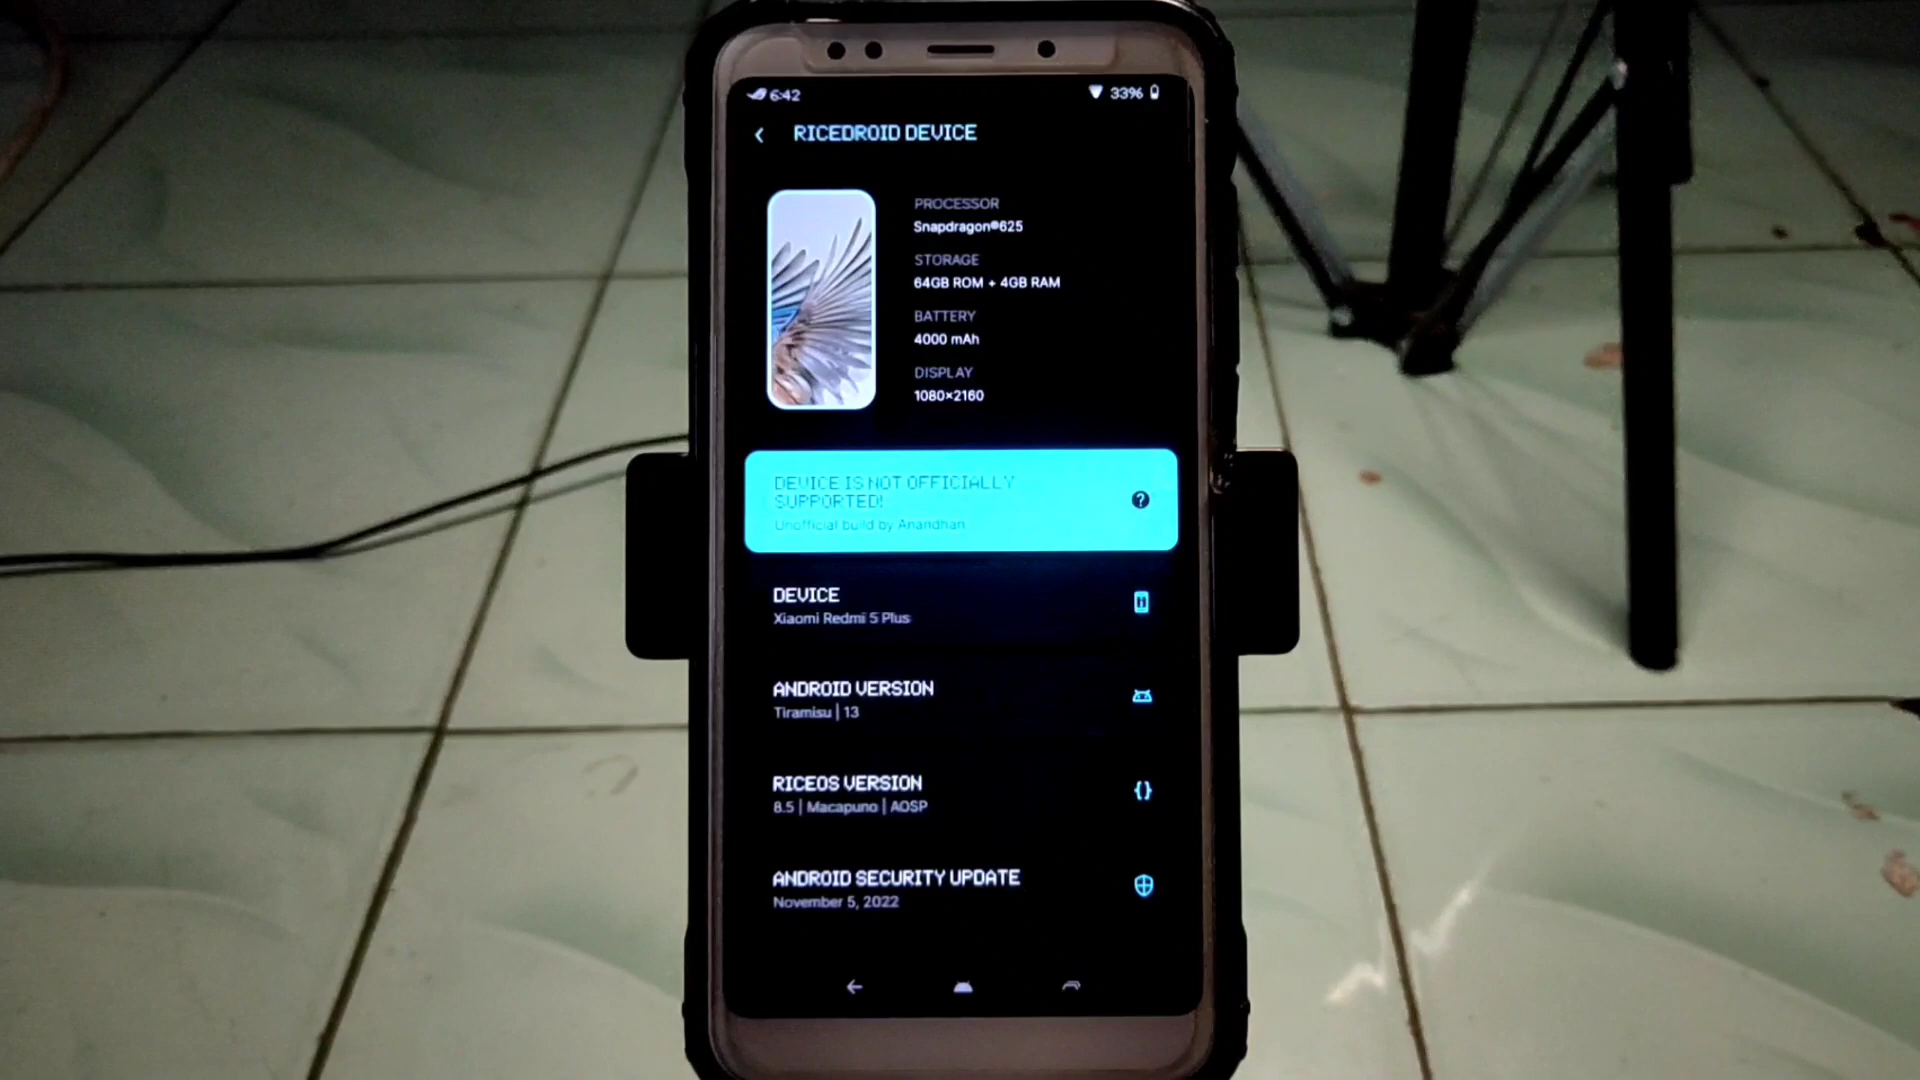 6:42 33%
RICEDROID DEVICE
PROCESSOR
Snapdragon®625
STORAGE
64GB ROM + 4GB RAM
BATTERY
4000 mAh
DISPLAY
1080×2160
DEVICE IS NOT OFFICIALLY
SUPPORTED!
Unofficial build by Anandhan
DEVICE
Xiaomi Redmi 5 Plus
ANDROID VERSION
Tiramisu | 13
RICEOS VERSION
8.5 | Macapuno | AOSP
ANDROID SECURITY UPDATE
November 5, 2022